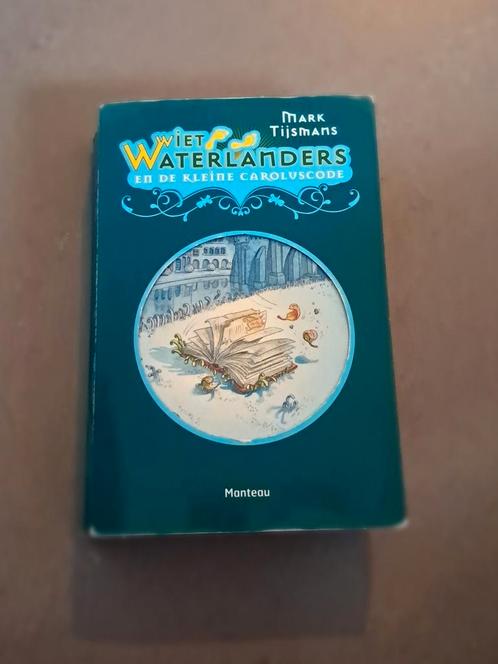 MARK
TIJSMANS
WIET
WATERLANDERS
EN DE KLEINE CAROLUSCODE
Manteau